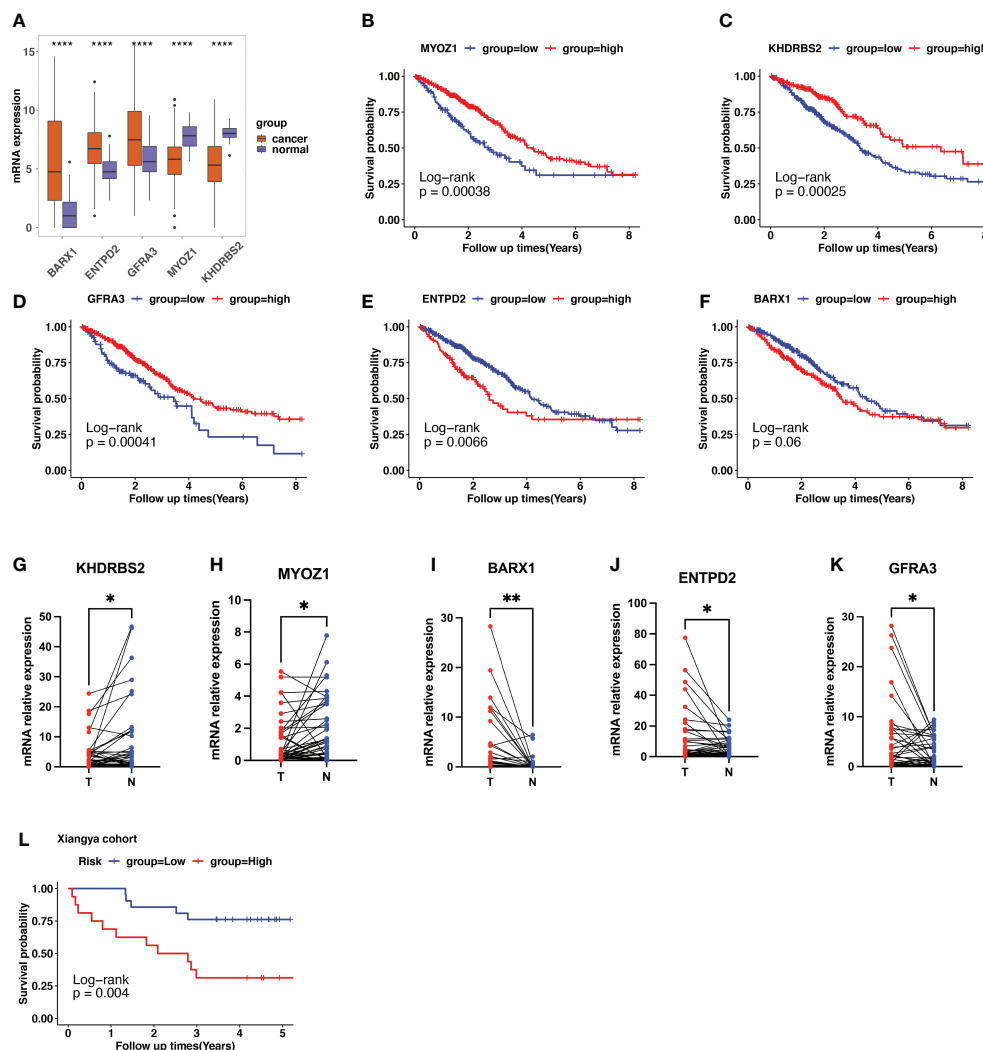 A
mRNA expression
15
10
5
0
**** **** **** **** ****
BARX1
ENTPD2
GFRA3
MYOZ1
KHDRBS2
group
cancer
normal
B
MYOZ1 group=low group=high
Survival probability
1.00
0.75
0.50
0.25
0.00
Log−rank
p = 0.00038
0 2 4 6 8
Follow up times(Years)
C
KHDRBS2 group=low group=high
Survival probability
1.00
0.75
0.50
0.25
0.00
Log−rank
p = 0.00025
0 2 4 6 8
Follow up times(Years)
D
GFRA3 group=low group=high
Survival probability
1.00
0.75
0.50
0.25
0.00
Log−rank
p = 0.00041
0 2 4 6 8
Follow up times(Years)
E
ENTPD2 group=low group=high
Survival probability
1.00
0.75
0.50
0.25
0.00
Log−rank
p = 0.0066
0 2 4 6 8
Follow up times(Years)
F
BARX1 group=low group=high
Survival probability
1.00
0.75
0.50
0.25
0.00
Log−rank
p = 0.06
0 2 4 6 8
Follow up times(Years)
G
KHDRBS2
*
mRNA relative expression
50
40
30
20
10
0
T N
H
MYOZ1
*
mRNA relative expression
10
8
6
4
2
0
T N
I
BARX1
**
mRNA relative expression
30
20
10
0
T N
J
ENTPD2
*
mRNA relative expression
100
80
60
40
20
0
T N
K
GFRA3
*
mRNA relative expression
30
20
10
0
T N
L
Xiangya cohort
Risk group=Low group=High
Survival probability
1.00
0.75
0.50
0.25
0.00
Log−rank
p = 0.004
0 1 2 3 4 5
Follow up times(Years)